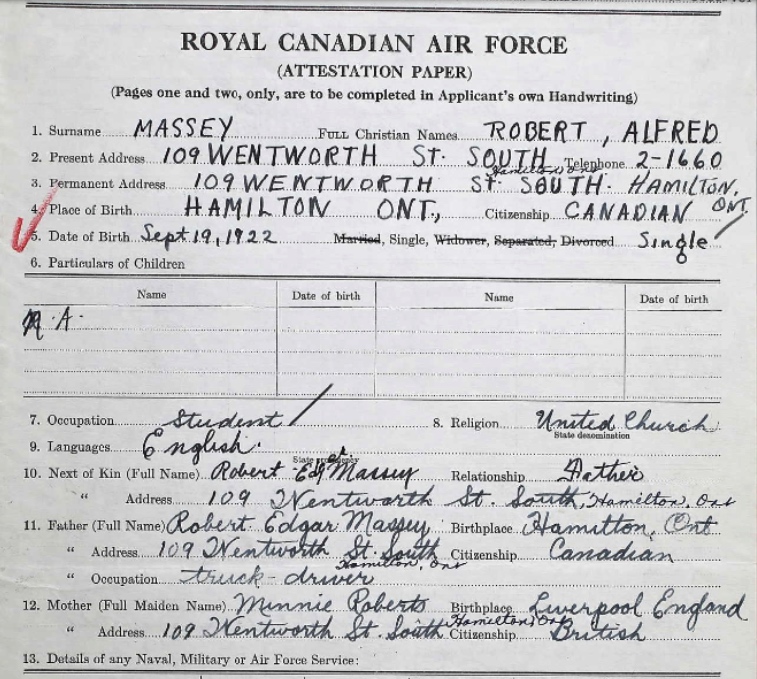 ROYAL CANADIAN AIR FORCE
(ATTESTATION PAPER)
(Pages one and two, only, are to be completed in Applicant's own Handwriting)
1. Surname MASSEY FULL Christian Names ROBERT, ALFRED
2. Present Address 109 WENTWORTH ST. SOUTH Hamilton, Ont Telephone 2-1660
3. Permanent Address 109 WENTWORTH ST. SOUTH. HAMILTON, ONT.
4. Place of Birth HAMILTON ONT., Citizenship CANADIAN
5. Date of Birth Sept. 19, 1922 Married, Single, Widower, Separated, Divorced Single
6. Particulars of Children
Name Date of birth Name Date of birth
N.A.
7. Occupation Student 8. Religion United Church
State denomination
9. Languages English.
10. Next of Kin (Full Name) Robert Edgar Massey Relationship Father
" Address 109 Wentworth St. South, Hamilton, Ont
11. Father (Full Name) Robert Edgar Massey Birthplace Hamilton, Ont
" Address 109 Wentworth St. South Hamilton, Ont Citizenship Canadian
" Occupation truck-driver
12. Mother (Full Maiden Name) Minnie Roberts Birthplace Liverpool England
" Address 109 Wentworth St. South Hamilton, Ont Citizenship British
13. Details of any Naval, Military or Air Force Service: